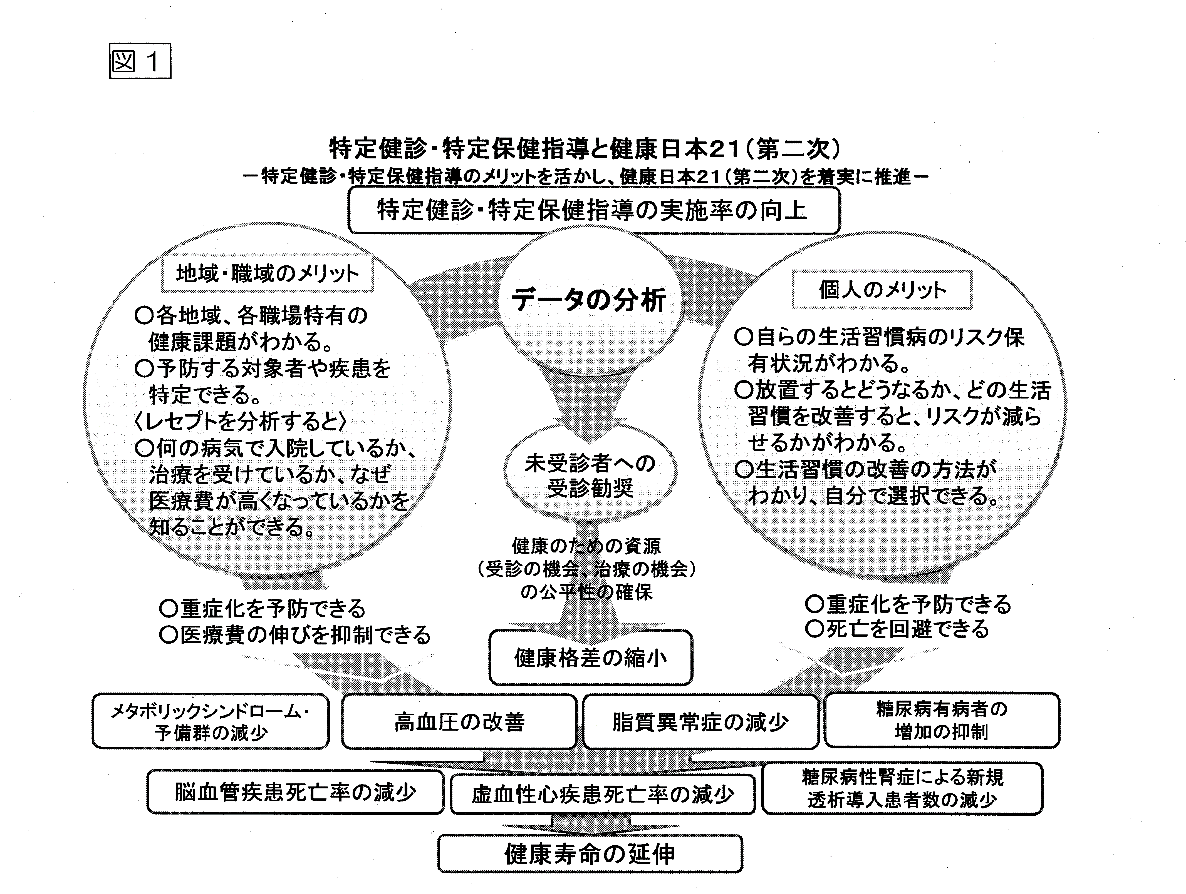 図1
特定健診・特定保健指導と健康日本21(第二次)
－特定健診・特定保健指導のメリットを活かし、健康日本21(第二次)を着実に推進－
特定健診・特定保健指導の実施率の向上
地域・職域のメリット
〇各地域、各職場特有の
健康課題がわかる。
〇予防する対象者や疾患を
特定できる。
〈レセプトを分析すると〉
〇何の病気で入院しているか、
治療を受けているか、なぜ
医療費が高くなっているかを
知ることができる。
〇重症化を予防できる
〇医療費の伸びを抑制できる
データの分析
未受診者への
受診勧奨
健康のための資源
(受診の機会、治療の機会)
の公平性の確保
健康格差の縮小
個人のメリット
〇自らの生活習慣病のリスク保
有状況がわかる。
〇放置するとどうなるか、どの生活
習慣を改善すると、リスクが減ら
せるかがわかる。
〇生活習慣の改善の方法が
わかり、自分で選択できる。
〇重症化を予防できる
〇死亡を回避できる
メタボリックシンドローム・
予備群の減少
高血圧の改善
脂質異常症の減少
糖尿病有病者の
増加の抑制
脳血管疾患死亡率の減少
虚血性心疾患死亡率の減少
糖尿病性腎症による新規
透析導入患者数の減少
健康寿命の延伸